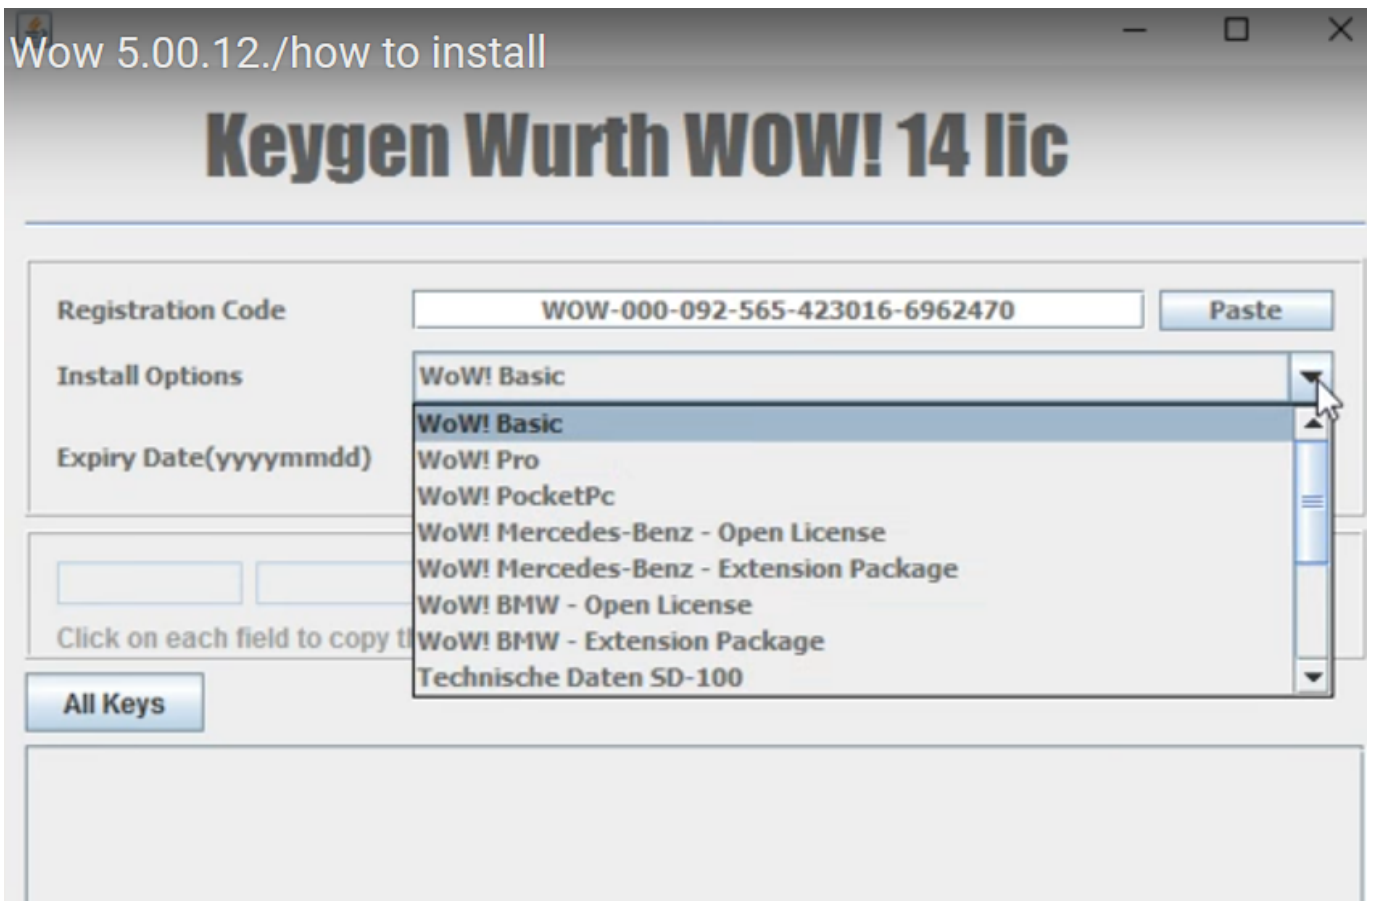 Wow 5.00.12./how to install
Keygen Wurth WOW! 14 lic
Registration Code
WOW-000-092-565-423016-6962470
Paste
Install Options
WoW! Basic
WoW! Basic
Expiry Date(yyyymmdd)
WoW! Pro
WoW! PocketPc
WoW! Mercedes-Benz - Open License
WoW! Mercedes-Benz - Extension Package
WoW! BMW - Open License
WoW! BMW - Extension Package
Technische Daten SD-100
Click on each field to copy
All Keys